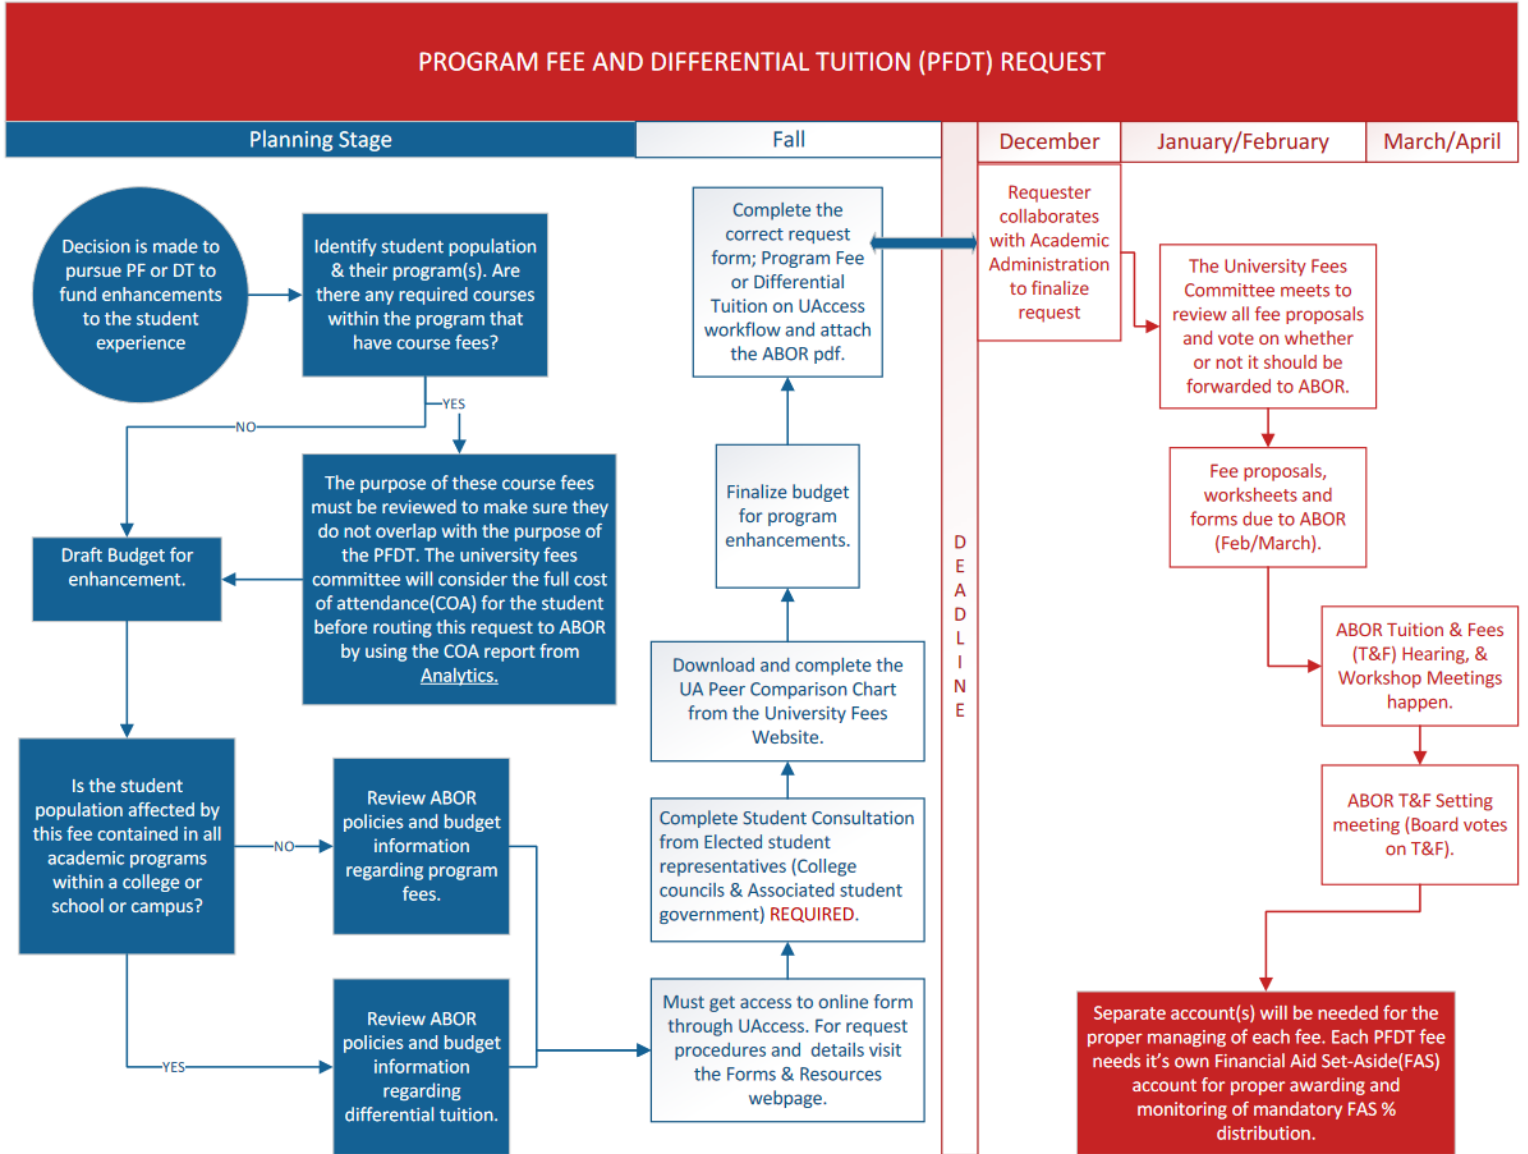 PROGRAM FEE AND DIFFERENTIAL TUITION (PFDT) REQUEST
Planning Stage
Fall
December
January/February
March/April
Decision is made to
pursue PF or DT to
fund enhancements
to the student
experience
Identify student population
& their program(s). Are
there any required courses
within the program that
have course fees?
YES
NO
The purpose of these course fees
must be reviewed to make sure they
do not overlap with the purpose of
the PFDT. The university fees
committee will consider the full cost
of attendance(COA) for the student
before routing this request to ABOR
by using the COA report from
Analytics.
Draft Budget for
enhancement.
Is the student
population affected by
this fee contained in all
academic programs
within a college or
school or campus?
NO
Review ABOR
policies and budget
information
regarding program
fees.
YES
Review ABOR
policies and budget
information
regarding
differential tuition.
Complete the
correct request
form; Program Fee
or Differential
Tuition on UAccess
workflow and attach
the ABOR pdf.
Finalize budget
for program
enhancements.
Download and complete the
UA Peer Comparison Chart
from the University Fees
Website.
Complete Student Consultation
from Elected student
representatives (College
councils & Associated student
government) REQUIRED.
Must get access to online form
through UAccess. For request
procedures and details visit
the Forms & Resources
webpage.
DEADLINE
Requester
collaborates
with Academic
Administration
to finalize
request
The University Fees
Committee meets to
review all fee proposals
and vote on whether
or not it should be
forwarded to ABOR.
Fee proposals,
worksheets and
forms due to ABOR
(Feb/March).
ABOR Tuition & Fees
(T&F) Hearing, &
Workshop Meetings
happen.
ABOR T&F Setting
meeting (Board votes
on T&F).
Separate account(s) will be needed for the
proper managing of each fee. Each PFDT fee
needs it's own Financial Aid Set-Aside(FAS)
account for proper awarding and
monitoring of mandatory FAS %
distribution.